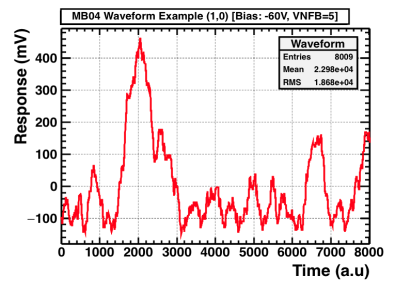 MB04 Waveform Example (1,0) [Bias: -60V, VNFB=5]
Waveform
Entries 8009
Mean 2.298e+04
RMS 1.868e+04
Response (mV)
400
300
200
100
0
−100
0 1000 2000 3000 4000 5000 6000 7000 8000
Time (a.u)